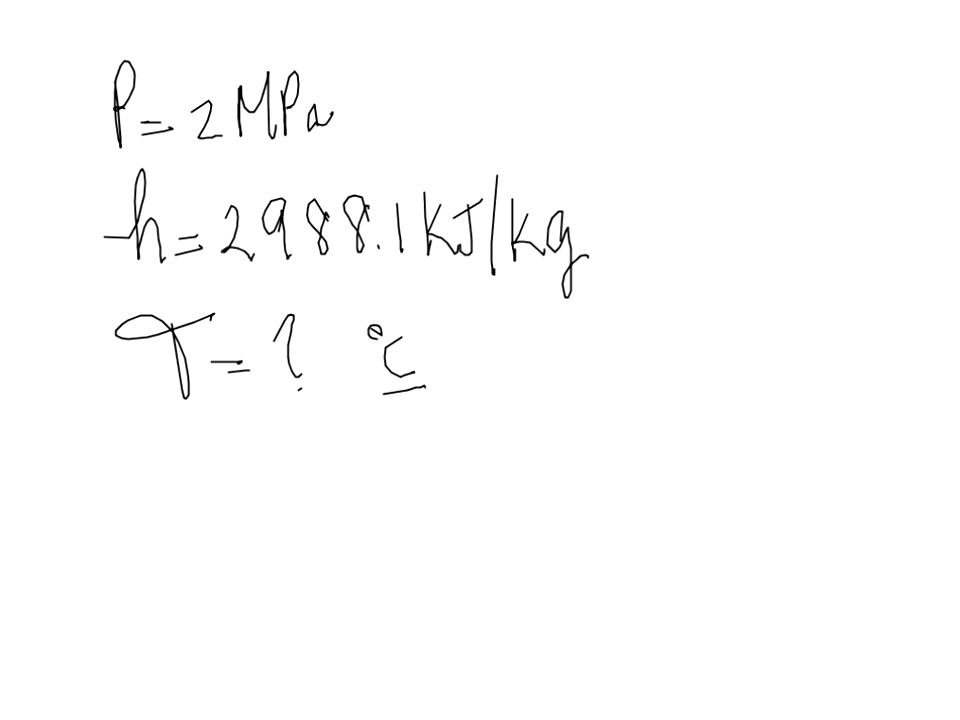 P = 2 MPa
h = 2988.1 kJ/kg
T = ? °C